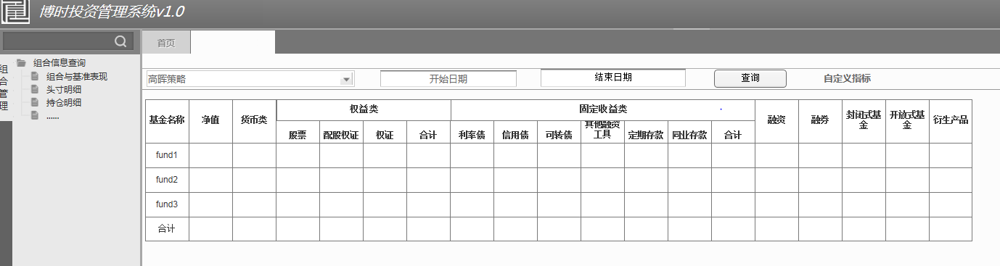 博时投资管理系统v1.0
首页
组合管理
组合信息查询
组合与基准表现
头寸明细
持仓明细
......
高晖策略
开始日期
结束日期
查询
自定义指标
基金名称 净值 货币类 权益类 固定收益类 融资 融券 封闭式基金 开放式基金 衍生产品
股票 配股权证 权证 合计 利率债 信用债 可转债 其他融资工具 定期存款 同业存款 合计
fund1
fund2
fund3
合计